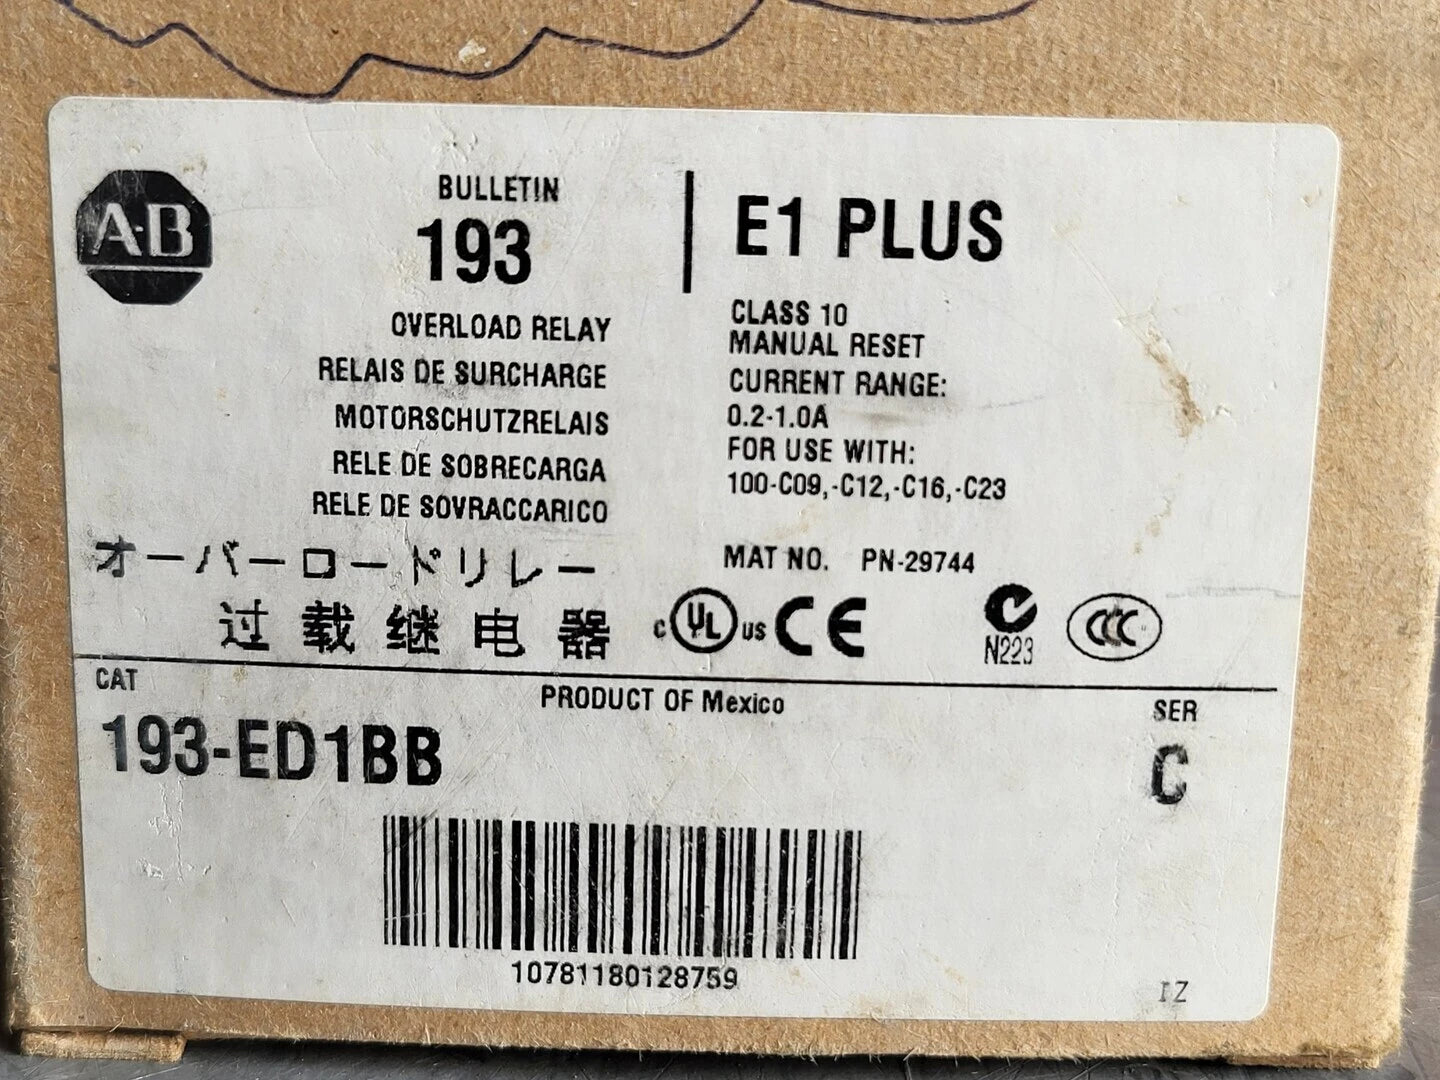 A-B
BULLETIN
193
OVERLOAD RELAY
RELAIS DE SURCHARGE
MOTORSCHUTZRELAIS
RELE DE SOBRECARGA
RELE DE SOVRACCARICO
オーバーロードリレー
过载继电器
E1 PLUS
CLASS 10
MANUAL RESET
CURRENT RANGE:
0.2-1.0A
FOR USE WITH:
100-C09,-C12,-C16,-C23
MAT NO. PN-29744
c UL us CE N223 CCC
CAT
193-ED1BB
PRODUCT OF Mexico
SER
C
10781180128759
IZ